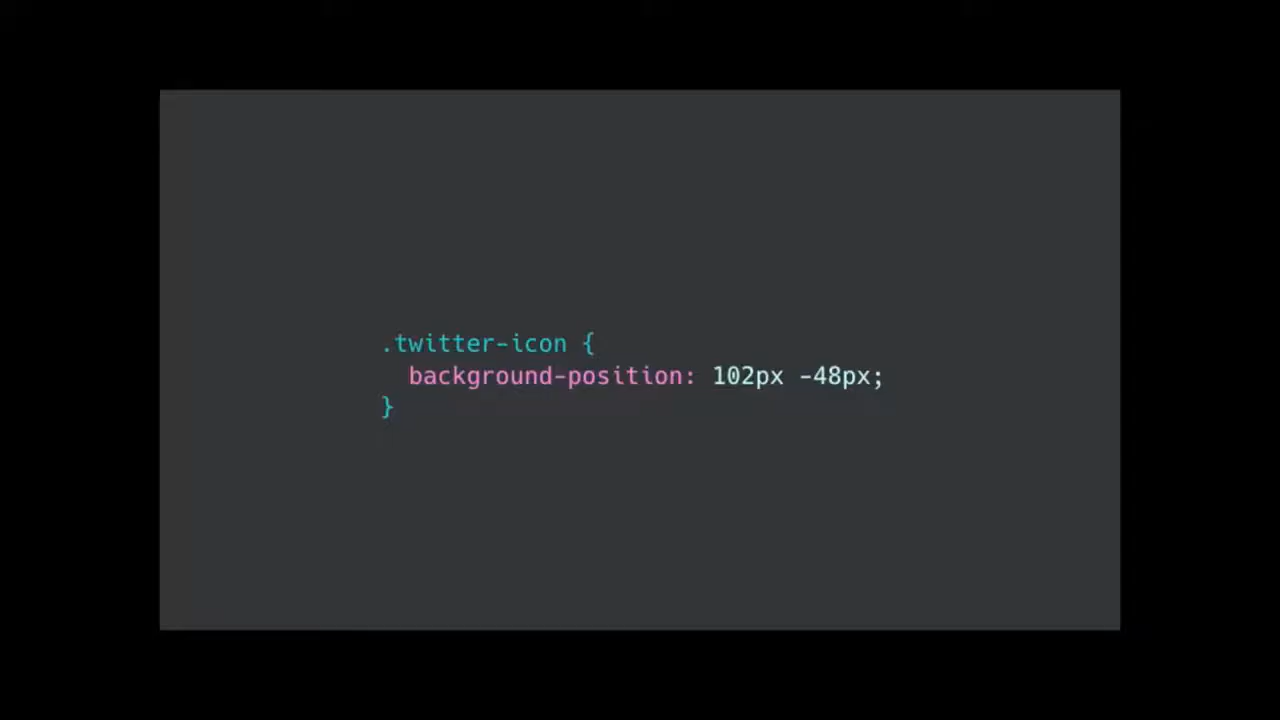 .twitter-icon {
  background-position: 102px -48px;
}